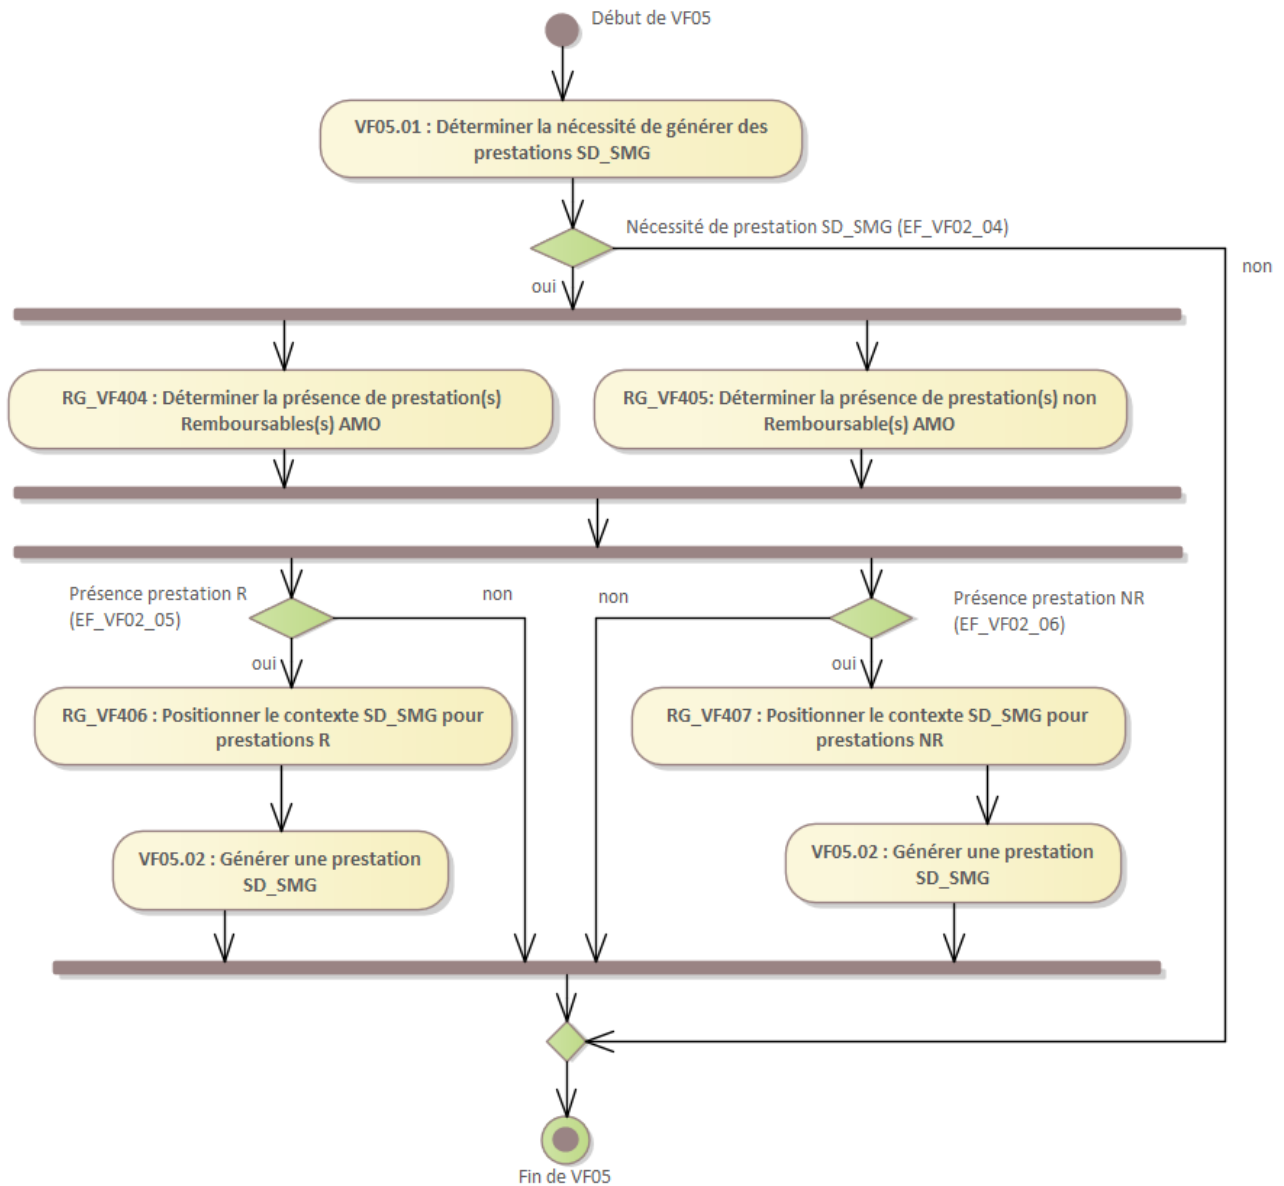 Début de VF05
VF05.01 : Déterminer la nécessité de générer des
prestations SD_SMG
Nécessité de prestation SD_SMG (EF_VF02_04)
non
oui
RG_VF404 : Déterminer la présence de prestation(s)
Remboursables(s) AMO
RG_VF405: Déterminer la présence de prestation(s) non
Remboursable(s) AMO
Présence prestation R
(EF_VF02_05)
non
non
Présence prestation NR
(EF_VF02_06)
oui
oui
RG_VF406 : Positionner le contexte SD_SMG pour
prestations R
RG_VF407 : Positionner le contexte SD_SMG pour
prestations NR
VF05.02 : Générer une prestation
SD_SMG
VF05.02 : Générer une prestation
SD_SMG
Fin de VF05